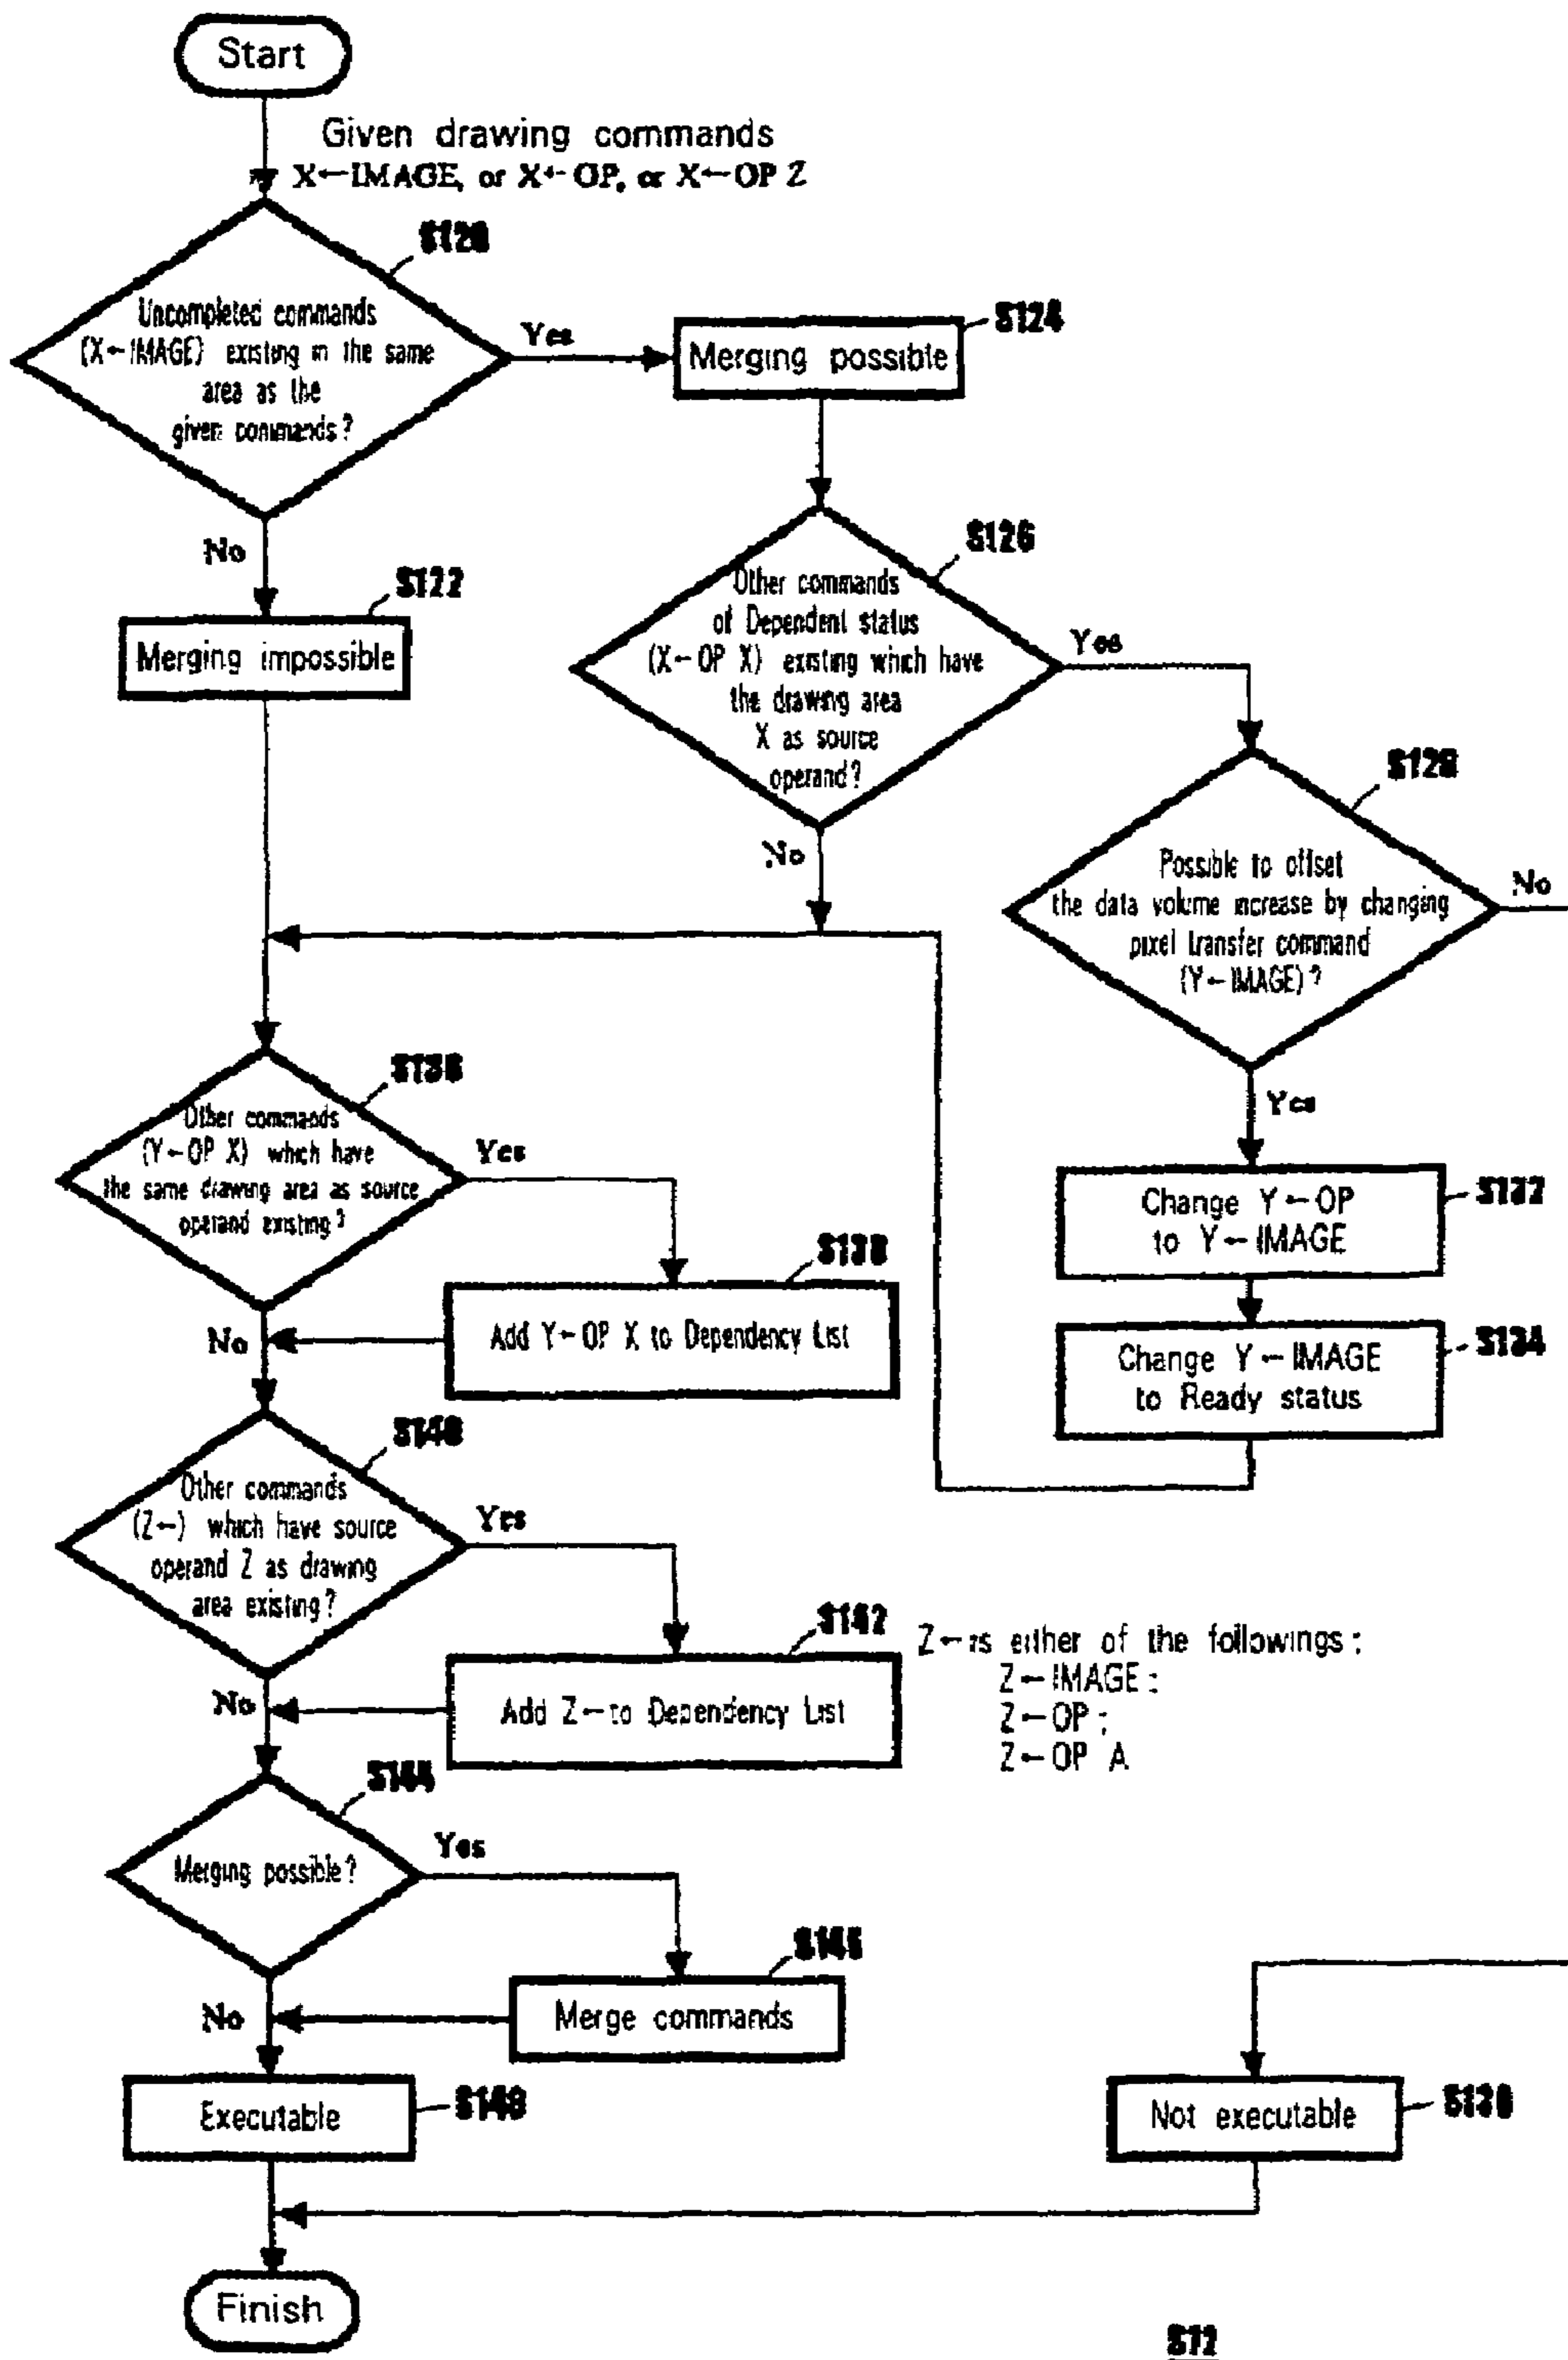 Start
Given drawing commands
X←IMAGE, or X←OP, or X←OP Z
S120
Uncompleted commands
(X←IMAGE) existing in the same
area as the
given commands?
Yes
S124
Merging possible
No
S122
Merging impossible
S126
Other commands
of Dependent status
(X←OP X) existing which have
the drawing area
X as source
operand?
Yes
No
S128
Possible to offset
the data volume increase by changing
pixel transfer command
(Y←IMAGE)?
No
Yes
S132
Change Y←OP
to Y←IMAGE
S134
Change Y←IMAGE
to Ready status
S136
Other commands
(Y←OP X) which have
the same drawing area as source
operand existing?
Yes
S138
Add Y←OP X to Dependency List
No
S140
Other commands
(Z←) which have source
operand Z as drawing
area existing?
Yes
S142
Add Z←to Dependency List
No
Z←is either of the followings:
Z←IMAGE:
Z←OP:
Z←OP A
S144
Merging possible?
Yes
Merge commands
No
Executable
Not executable
Finish
S72